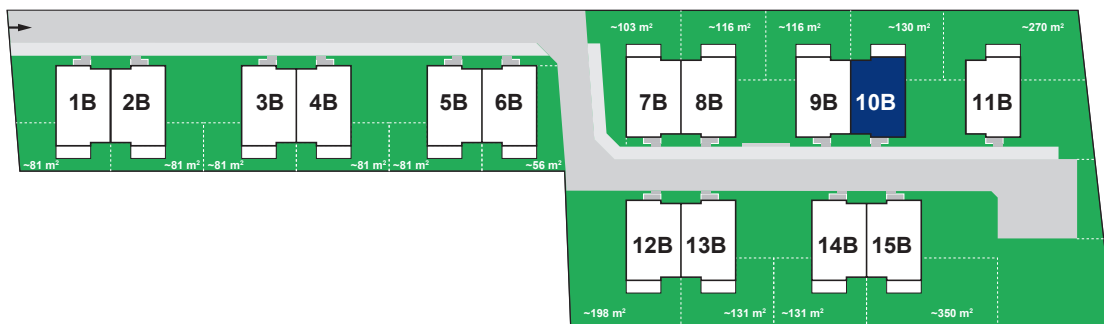 ~103 m² ~116 m² ~116 m² ~130 m² ~270 m²
1B 2B 3B 4B 5B 6B 7B 8B 9B 10B 11B
~81 m² ~81 m² ~81 m² ~81 m² ~81 m² ~56 m²
12B 13B 14B 15B
~198 m² ~131 m² ~131 m² ~350 m²